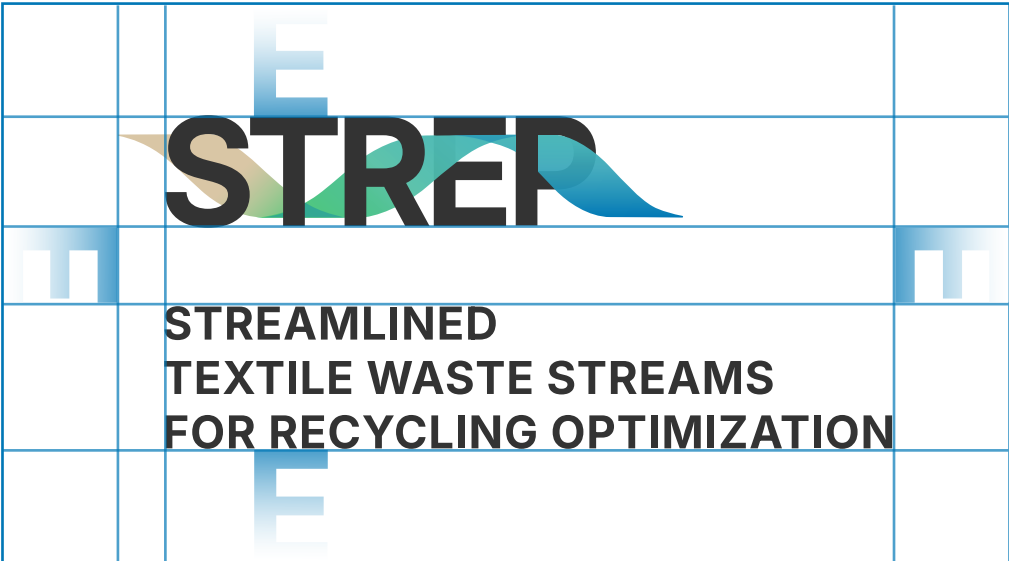 E
STREP
E E
STREAMLINED
TEXTILE WASTE STREAMS
FOR RECYCLING OPTIMIZATION
E